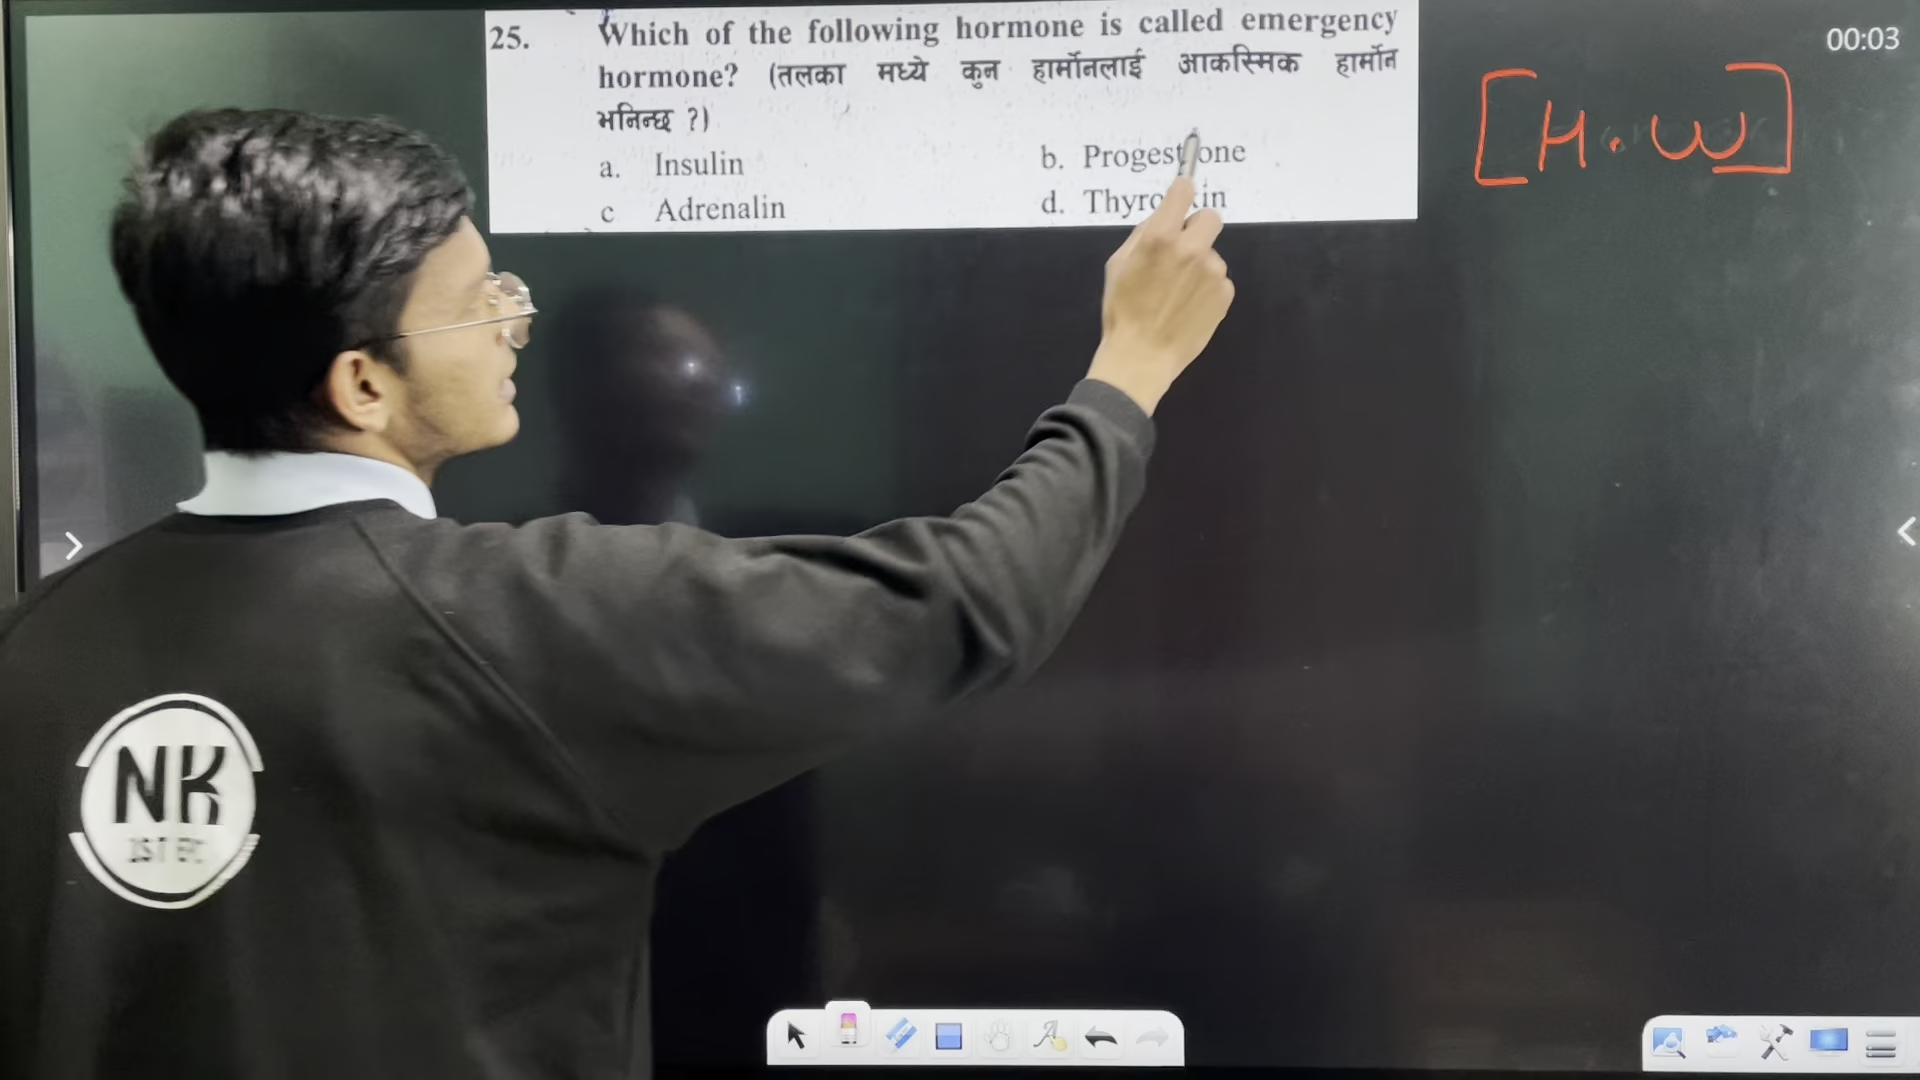 25. Which of the following hormone is called emergency
hormone? (तलका मध्ये कुन हार्मोनलाई आकस्मिक हार्मोन
भनिन्छ ?)
a. Insulin
b. Progest one
c Adrenalin
d. Thyro in
[H.W]
00:03
NK